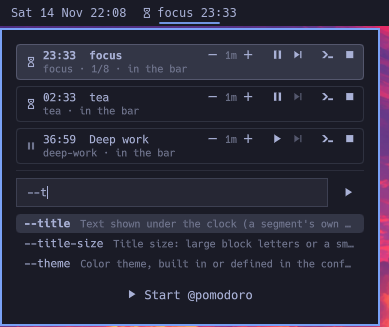 Sat 14 Nov 22:08 focus 23:33
23:33 focus − 1m +
focus · 1/8 · in the bar
02:33 tea − 1m +
tea · in the bar
36:59 Deep work − 1m +
deep-work · in the bar
--t
--title Text shown under the clock (a segment's own …
--title-size Title size: large block letters or a sm…
--theme Color theme, built in or defined in the conf…
Start @pomodoro